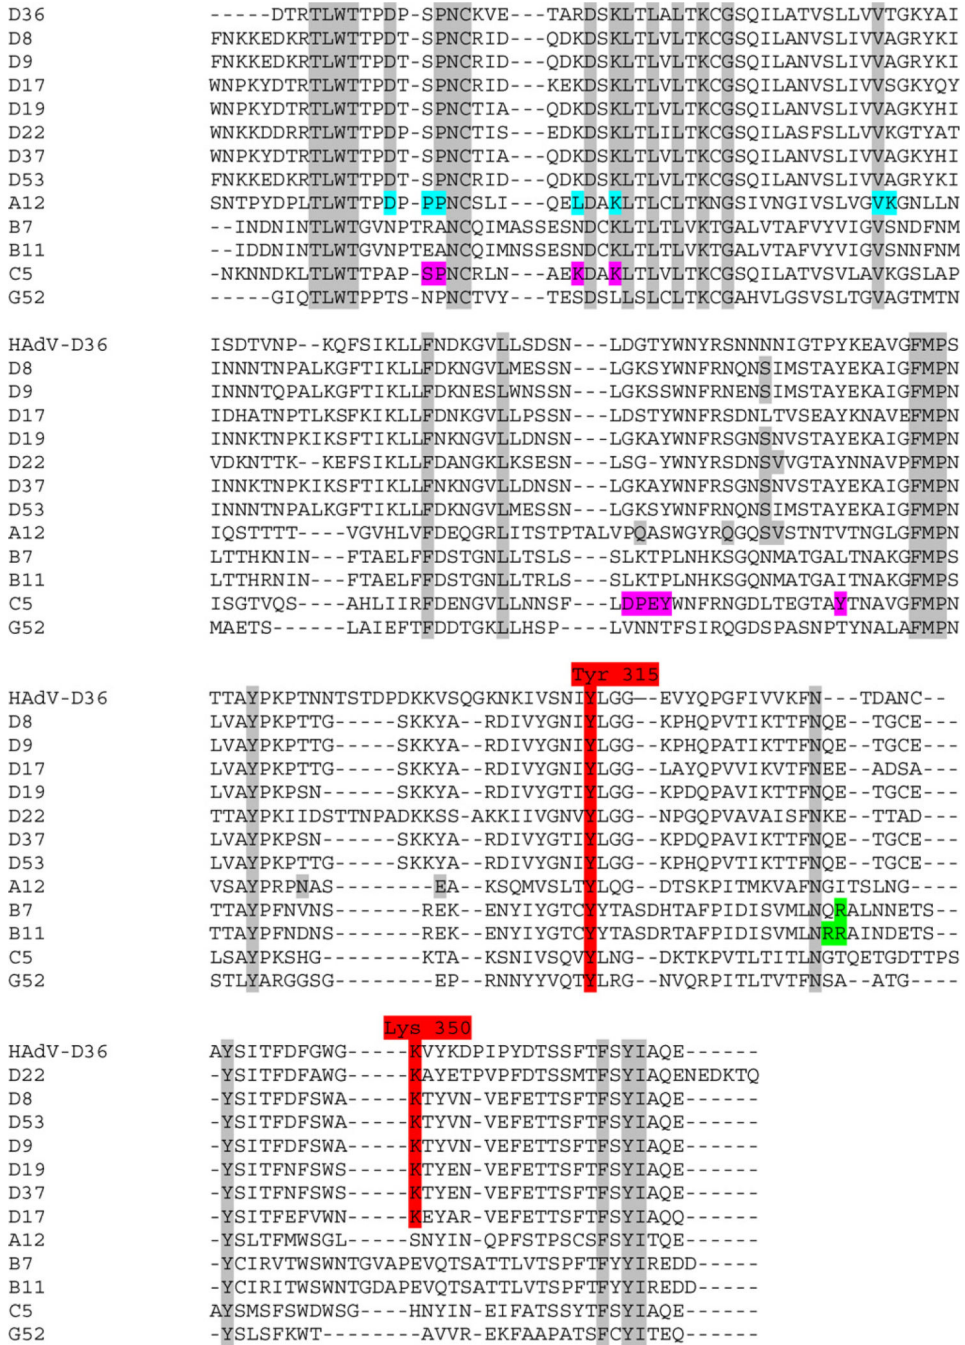 D36 -----DTRTLWTTPDP-SPNCKVE---TARDSKLTLALTKCGSQILATVSLLVVTGKYAI
D8 FNKKEDKRTLWTTPDT-SPNCRID---QDKDSKLTLVLTKCGSQILANVSLIVVAGRYKI
D9 FNKKEDKRTLWTTPDT-SPNCRID---QDKDSKLTLVLTKCGSQILANVSLIVVAGRYKI
D17 WNPKYDTRTLWTTPDT-SPNCRID---KEKDSKLTLVLTKCGSQILANVSLIVVSGKYQY
D19 WNPKYDTRTLWTTPDT-SPNCTIA---QDKDSKLTLVLTKCGSQILANVSLIVVAGKYHI
D22 WNKKDDRRTLWTTPDT-SPNCTIS---EDKDSKLTLILTKCGSQILASFSLLVVKGTYAT
D37 WNPKYDTRTLWTTPDT-SPNCTIA---QDKDSKLTLVLTKCGSQILANVSLIVVAGKYHI
D53 FNKKEDKRTLWTTPDT-SPNCRID---QDKDSKLTLVLTKCGSQILANVSLIVVAGRYKI
A12 SNTPYDPLTLWTTPDP-PPNCSLI---QELDAKLTLCLTKNGSIVNGIVSLVGVKGNLLN
B7 --INDNINTLWTGVNPTRANCQIMASSESNDCKLILTLVKTGALVTAFVYVIGVSNDFNM
B11 --IDDNINTLWTGVNPTEANCQIMNSSESNDCKLILTLVKTGALVTAFVYVIGVSNNFNM
C5 -NKNNDKLTLWTTPAP-SPNCRLN---AEKDAKLTLVLTKCGSQILATVSVLAVKGSLAP
G52 -----GIQTLWTPPTS-NPNCTVY---TESDSLLSLCLTKCGAHVLGSVSLTGVAGTMTN
HAdV-D36 ISDTVNP--KQFSIKLLFNDKGVLLSDSN---LDGTYWNYRSNNNNIGTPYKEAVGFMPS
D8 INNNTNPALKGFTIKLLFDKNGVLMESSN---LGKSYWNFRNQNSIMSTAYEKAIGFMPN
D9 INNNTQPALKGFTIKLLFDKNESLWNSSN---LGKSSWNFRNENSIMSTAYEKAIGFMPN
D17 IDHATNPTLKSFKIKLLFDNKGVLLPSSN---LDSTYWNFRSDNLTVSEAYKNAVEFMPN
D19 INNKTNPKIKSFTIKLLFNKNGVLLDNSN---LGKAYWNFRSGNSNVSTAYEKAIGFMPN
D22 VDKNTTK--KEFSIKLLFDANGKLKSESN---LSG-YWNYRSDNSVVGTAYNNAVPFMPN
D37 INNKTNPKIKSFTIKLLFNKNGVLLDNSN---LGKAYWNFRSGNSNVSTAYEKAIGFMPN
D53 INNNTNPALKGFTIKLLFDKNGVLMESSN---LGKSYWNFRNQNSIMSTAYEKAIGFMPN
A12 IQSTTTT----VGVHLVFDEQGRLITSTPTALVPQASWGYRQGQSVSTNTVTNGLGFMPN
B7 LTTHKNIN---FTAELFFDSTGNLLTSLS---SLKTPLNHKSGQNMATGALTNAKGFMPS
B11 LTTHRNIN---FTAELFFDSTGNLLTRLS---SLKTPLNHKSGQNMATGAITNAKGFMPS
C5 ISGTVQS----AHLIIRFDENGVLLNNSF---LDPEYWNFRNGDLTEGTAYTNAVGFMPN
G52 MAETS------LAIEFTFDDTGKLLHSP----LVNNTFSIRQGDSPASNPTYNALAFMPN
Tyr 315
HAdV-D36 TTAYPKPTNNTSTDPDKKVSQGKNKIVSNIYLGG--EVYQPGFIVVKFN---TDANC--
D8 LVAYPKPTTG------SKKYA--RDIVYGNIYLGG--KPHQPVTIKTTFNQE--TGCE---
D9 LVAYPKPTTG------SKKYA--RDIVYGNIYLGG--KPHQPATIKTTFNQE--TGCE---
D17 LVAYPKPTTG------SKKYA--RDIVYGNIYLGG--LAYQPVVIKVTFNEE--ADSA---
D19 LVAYPKPSN-------SKKYA--RDIVYGTIYLGG--KPDQPAVIKTTFNQE--TGCE---
D22 TTAYPKIIDSTTNPADKKSS-AKKIIVGNVYLGG--NPGQPVAVAISFNKE--TTAD---
D37 LVAYPKPSN-------SKKYA--RDIVYGTIYLGG--KPDQPAVIKTTFNQE--TGCE---
D53 LVAYPKPTTG------SKKYA--RDIVYGNIYLGG--KPHQPVTIKTTFNQE--TGCE---
A12 VSAYPRPNAS--------EA--KSQMVSLTYLQG--DTSKPITMKVAFNGITSLNG----
B7 TTAYPFNVNS-------REK--ENYIYGTCYYTASDHTAFPIDISVMLNQRALNNETS--
B11 TTAYPFNDNS-------REK--ENYIYGTCYYTASDRTAFPIDISVMLNRRAINDETS--
C5 LSAYPKSHG--------KTA--KSNIVSQVYLNG--DKTKPVTLTITLNGTQETGDTTPS
G52 STLYARGGSG-------EP--RNNYYVQTYLRG--NVQRPITLTVTFNSA--ATG----
Lys 350
HAdV-D36 AYSITFDFGWG-----KVYKDPIPYDTSSFTFSYIAQE------
D22 -YSITFDFAWG-----KAYETPVPFDTSSMTFSYIAQENEDKTQ
D8 -YSITFDFSWA-----KTYVN-VEFETTSFTFSYIAQE------
D53 -YSITFDFSWA-----KTYVN-VEFETTSFTFSYIAQE------
D9 -YSITFDFSWA-----KTYVN-VEFETTSFTFSYIAQE------
D19 -YSITFNFSWS-----KTYEN-VEFETTSFTFSYIAQE------
D37 -YSITFNFSWS-----KTYEN-VEFETTSFTFSYIAQE------
D17 -YSITFEFVWN-----KEYAR-VEFETTSFTFSYIAQQ------
A12 -YSLTFMWSGL-----SNYIN-QPFSTPSCSFSYITQE------
B7 -YCIRVTWSWNTGVAPEVQTSATTLVTSPFTFYYIREDD-----
B11 -YCIRITWSWNTGDAPEVQTSATTLVTSPFTFYYIREDD-----
C5 AYSMSFSWDWSG----HNYIN-EIFATSSYTFSYIAQE------
G52 -YSLSFKWT--------AVVR-EKFAAPATSFCYITEQ------